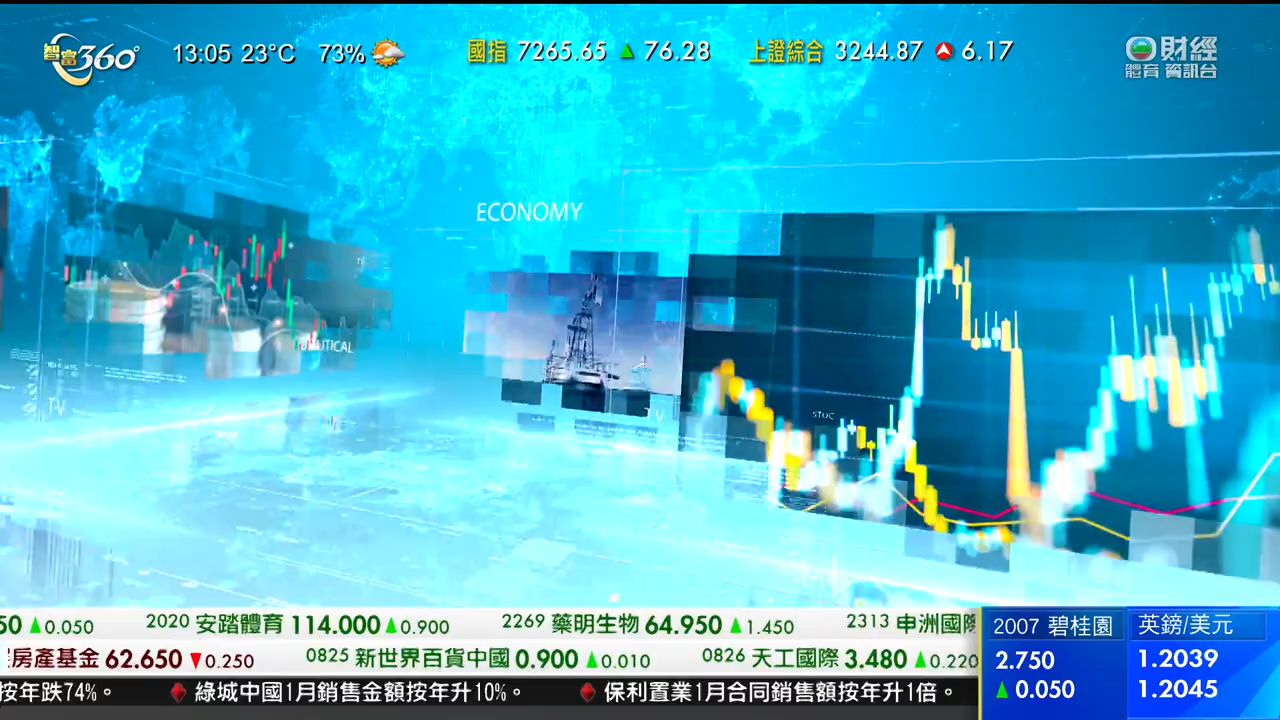 智富360° 13:05 23°C 73% 國指 7265.65 ▲ 76.28 上證綜合 3244.87 6.17 財經
體育 資訊台
ECONOMY
TV
TV
STOC
50 ▲0.050 2020 安踏體育 114.000 ▲0.900 2269 藥明生物 64.950 ▲1.450 2313 申洲國際
房產基金 62.650 ▼0.250 0825 新世界百貨中國 0.900 ▲0.010 0826 天工國際 3.480 ▲0.220
按年跌74%。 綠城中國1月銷售金額按年升10%。 保利置業1月合同銷售額按年升1倍。
2007 碧桂園
2.750
▲ 0.050
英鎊/美元
1.2039
1.2045